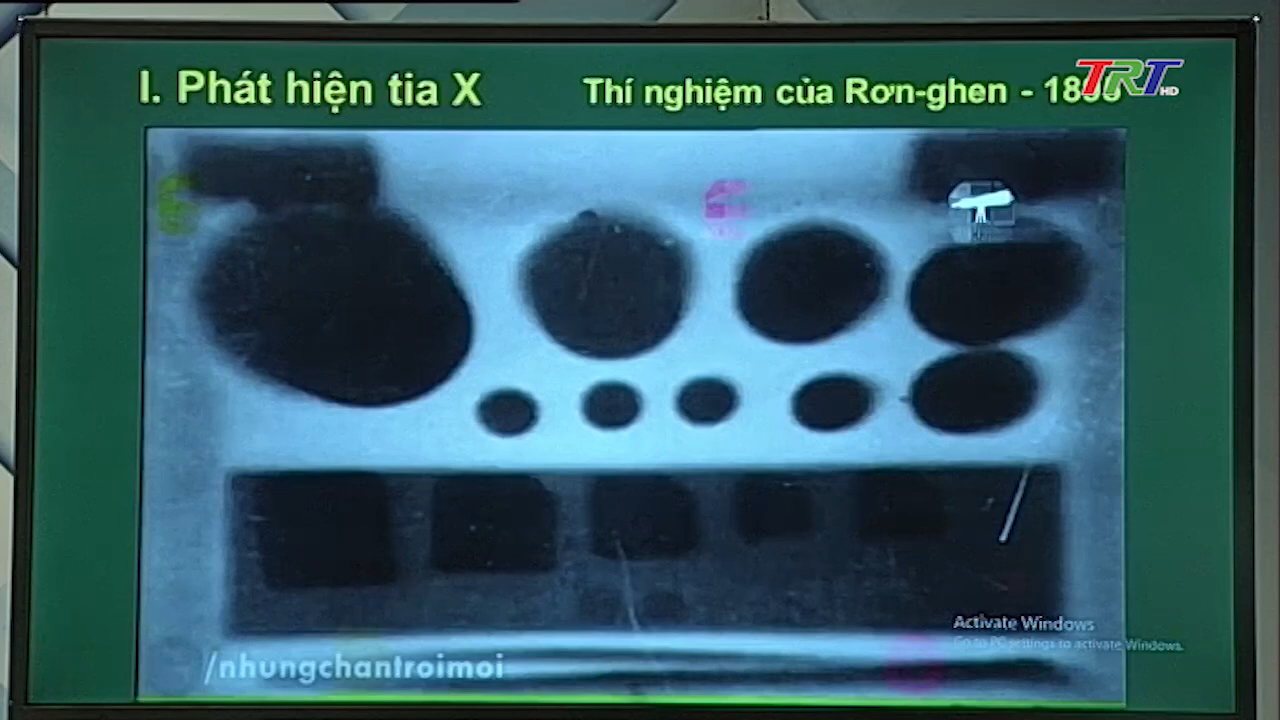 I. Phát hiện tia X
Thí nghiệm của Rơn-ghen -
TRT HD
Activate Windows
Go to PC settings to activate Windows.
/nhungchantroimoi